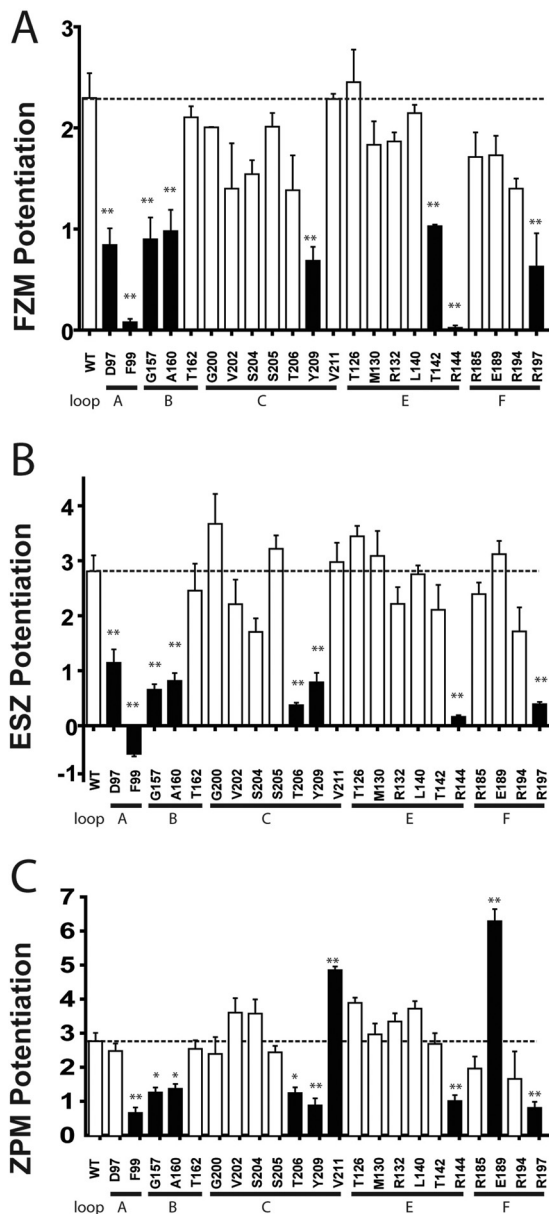 A
FZM Potentiation
3
2
1
0
** ** ** ** ** ** ** **
WT D97 F99 G157 A160 T162 G200 V202 S204 S205 T206 Y209 V211 T126 M130 R132 L140 T142 R144 R185 E189 R194 R197
loop A B C E F
B
ESZ Potentiation
4
3
2
1
0
-1
** ** ** ** ** ** ** **
WT D97 F99 G157 A160 T162 G200 V202 S204 S205 T206 Y209 V211 T126 M130 R132 L140 T142 R144 R185 E189 R194 R197
loop A B C E F
C
ZPM Potentiation
7
6
5
4
3
2
1
0
** * * * ** ** ** ** **
WT D97 F99 G157 A160 T162 G200 V202 S204 S205 T206 Y209 V211 T126 M130 R132 L140 T142 R144 R185 E189 R194 R197
loop A B C E F